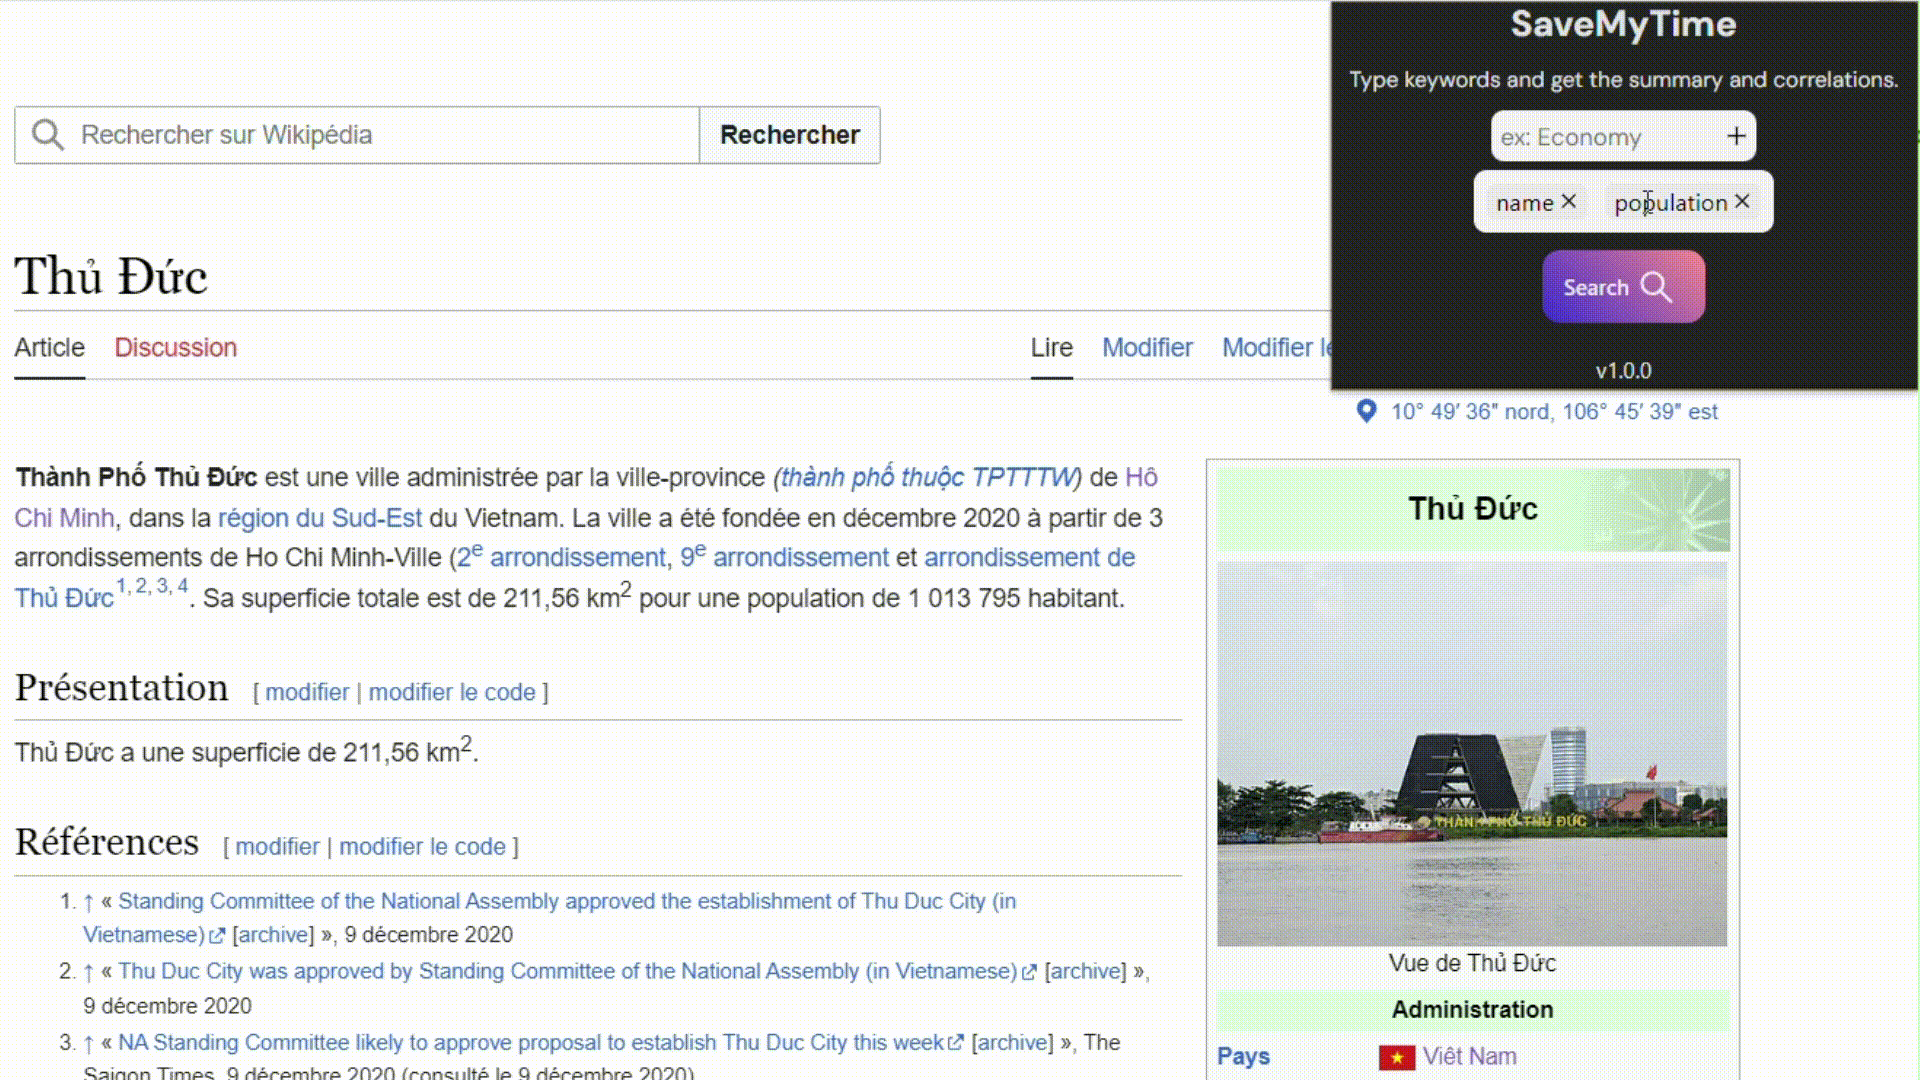 SaveMyTime
Type keywords and get the summary and correlations.
ex: Economy +
name × population ×
Search
v1.0.0
Rechercher sur Wikipédia Rechercher
Thủ Đức
Article Discussion Lire Modifier Modifier le
10° 49′ 36″ nord, 106° 45′ 39″ est
Thành Phố Thủ Đức est une ville administrée par la ville-province (thành phố thuộc TPTTTW) de Hô
Chi Minh, dans la région du Sud-Est du Vietnam. La ville a été fondée en décembre 2020 à partir de 3
arrondissements de Ho Chi Minh-Ville (2e arrondissement, 9e arrondissement et arrondissement de
Thủ Đức1, 2, 3, 4. Sa superficie totale est de 211,56 km2 pour une population de 1 013 795 habitant.
Présentation [ modifier | modifier le code ]
Thủ Đức a une superficie de 211,56 km2.
Références [ modifier | modifier le code ]
1. ↑ « Standing Committee of the National Assembly approved the establishment of Thu Duc City (in
Vietnamese) [archive] », 9 décembre 2020
2. ↑ « Thu Duc City was approved by Standing Committee of the National Assembly (in Vietnamese) [archive] »,
9 décembre 2020
3. ↑ « NA Standing Committee likely to approve proposal to establish Thu Duc City this week [archive] », The
Saigon Times, 9 décembre 2020 (consulté le 9 décembre 2020)
Thủ Đức
THÀNH PHỐ THỦ ĐỨC
Vue de Thủ Đức
Administration
Pays Viêt Nam